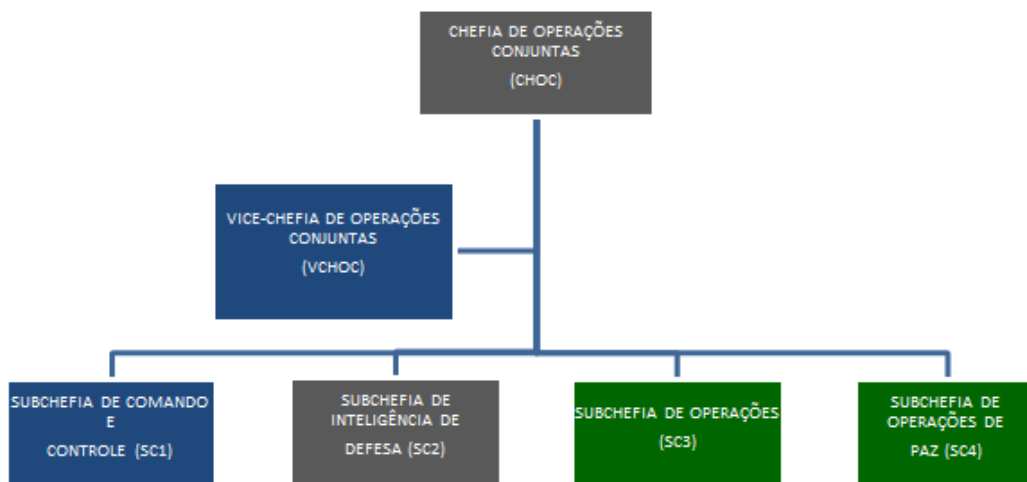 CHEFIA DE OPERAÇÕES
CONJUNTAS
(CHOC)
VICE-CHEFIA DE OPERAÇÕES
CONJUNTAS
(VCHOC)
SUBCHEFIA DE COMANDO
E
CONTROLE (SC1)
SUBCHEFIA DE
INTELIGÊNCIA DE
DEFESA (SC2)
SUBCHEFIA DE OPERAÇÕES
(SC3)
SUBCHEFIA DE
OPERAÇÕES DE
PAZ (SC4)